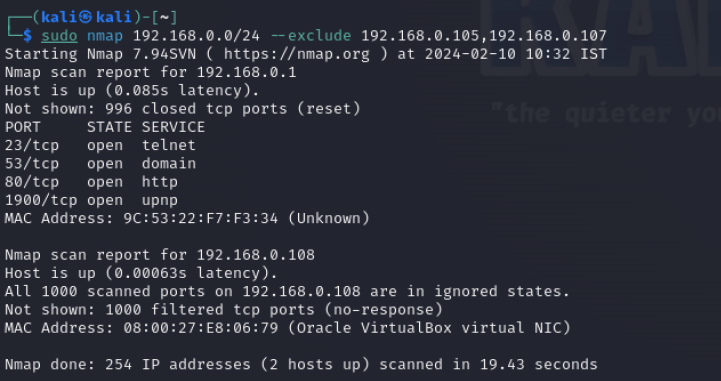 ┌──(kali㉿kali)-[~]
└─$ sudo nmap 192.168.0.0/24 --exclude 192.168.0.105,192.168.0.107
Starting Nmap 7.94SVN ( https://nmap.org ) at 2024-02-10 10:32 IST
Nmap scan report for 192.168.0.1
Host is up (0.085s latency).
Not shown: 996 closed tcp ports (reset)
"the quieter you
PORT     STATE SERVICE
23/tcp   open  telnet
53/tcp   open  domain
80/tcp   open  http
1900/tcp open  upnp
MAC Address: 9C:53:22:F7:F3:34 (Unknown)

Nmap scan report for 192.168.0.108
Host is up (0.00063s latency).
All 1000 scanned ports on 192.168.0.108 are in ignored states.
Not shown: 1000 filtered tcp ports (no-response)
MAC Address: 08:00:27:E8:06:79 (Oracle VirtualBox virtual NIC)

Nmap done: 254 IP addresses (2 hosts up) scanned in 19.43 seconds